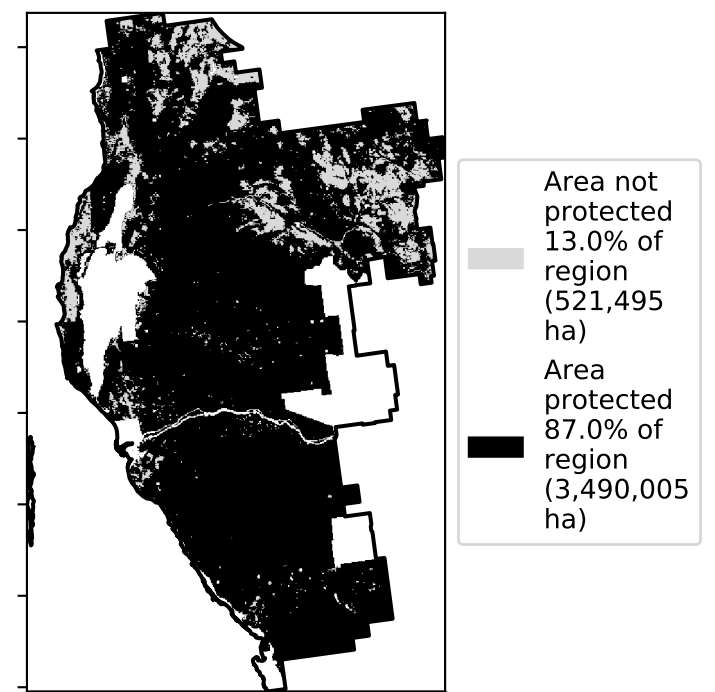 Area not
protected
13.0% of
region
(521,495
ha)
Area
protected
87.0% of
region
(3,490,005
ha)